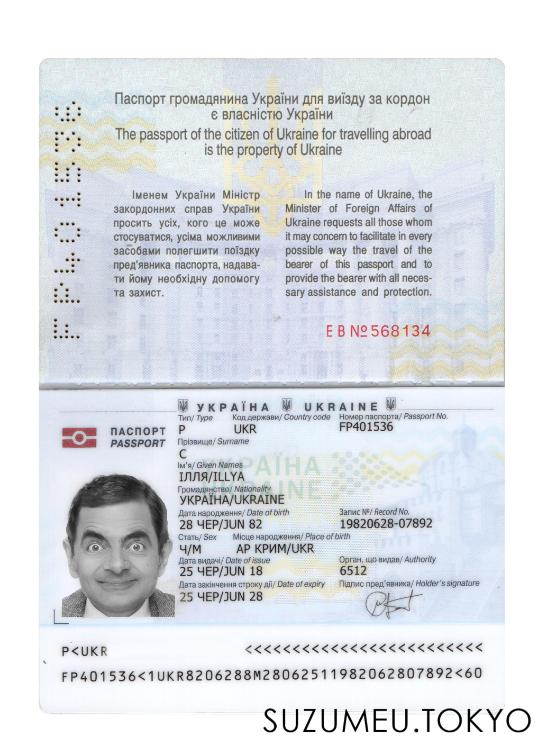 FP401536
Паспорт громадянина України для виїзду за кордон
є власністю України
The passport of the citizen of Ukraine for travelling abroad
is the property of Ukraine
Іменем України Міністр
закордонних справ України
просить усіх, кого це може
стосуватися, усіма можливими
засобами полегшити поїздку
пред'явника паспорта, надава-
ти йому необхідну допомогу
та захист.
In the name of Ukraine, the
Minister of Foreign Affairs of
Ukraine requests all those whom
it may concern to facilitate in every
possible way the travel of the
bearer of this passport and to
provide the bearer with all neces-
sary assistance and protection.
ЕВ №568134
УКРАЇНА UKRAINE
ПАСПОРТ
PASSPORT
Тип/ Type Код держави/ Country code Номер паспорта/ Passport No.
P UKR FP401536
Прізвище/ Surname
С
Ім'я/ Given Names
ІЛЛЯ/ILLYA
Громадянство/ Nationality
УКРАЇНА/UKRAINE
Дата народження/ Date of birth Запис №/ Record No.
28 ЧЕР/JUN 82 19820628-07892
Стать/ Sex Місце народження/ Place of birth
Ч/M АР КРИМ/UKR
Дата видачі/ Date of issue Орган, що видав/ Authority
25 ЧЕР/JUN 18 6512
Дата закінчення строку дії/ Date of expiry Підпис пред'явника/ Holder's signature
25 ЧЕР/JUN 28
УКРАЇНА
UKRAINE
P<UKR <<<<<<<<<<<<<<<<<<<<<<<<<
FP401536<1UKR8206288M28062511982062807892<60
SUZUMEU.TOKYO